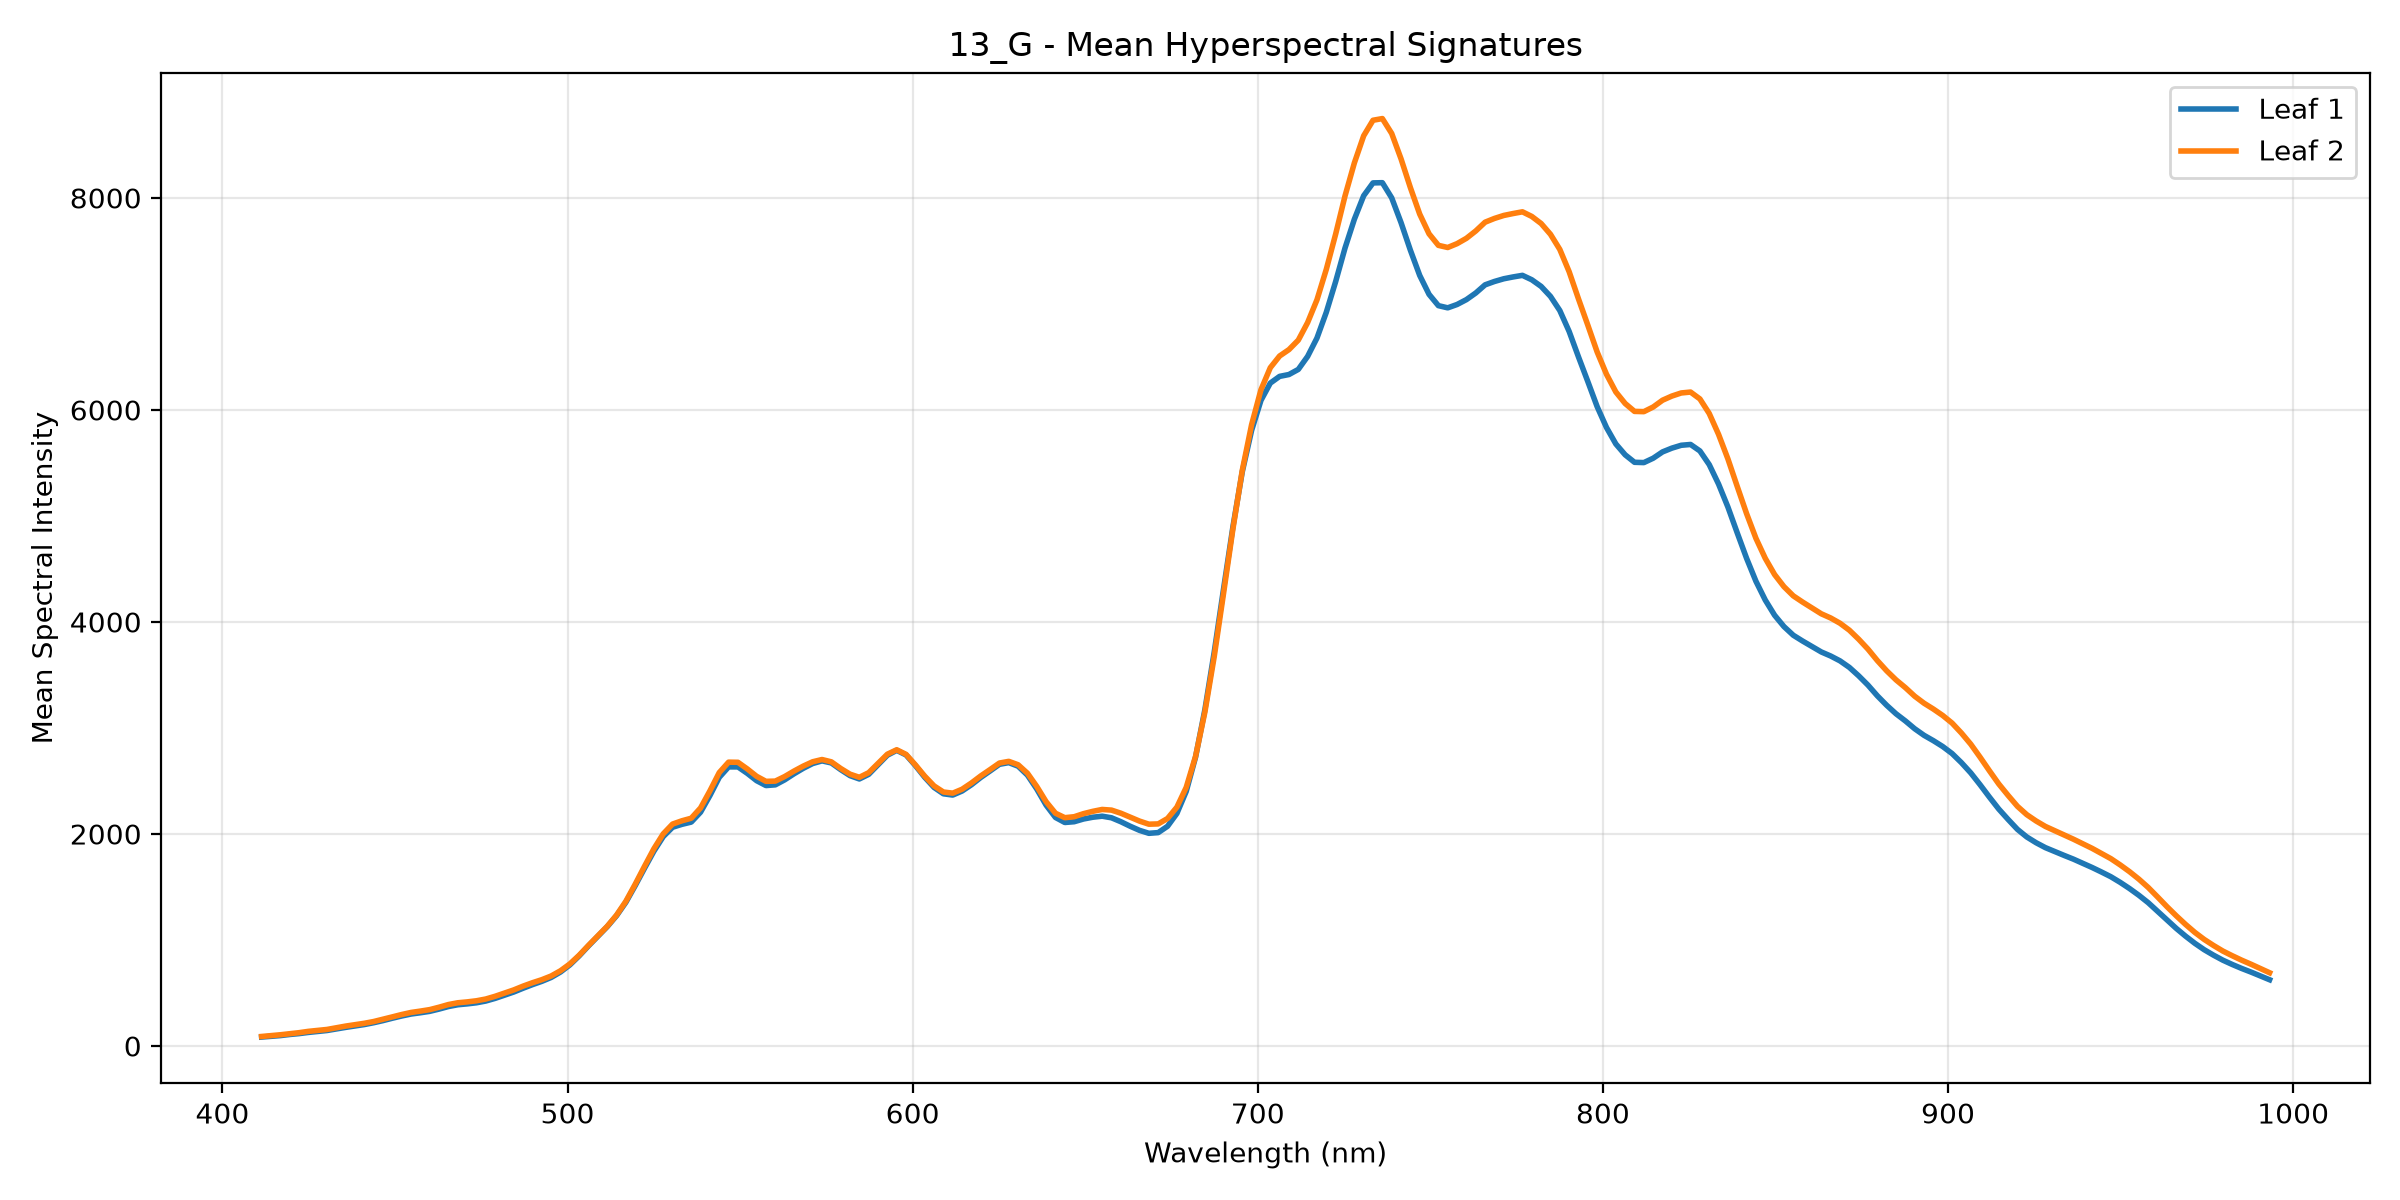 13_G - Mean Hyperspectral Signatures
Leaf 1
Leaf 2
Mean Spectral Intensity
8000
6000
4000
2000
0
400 500 600 700 800 900 1000
Wavelength (nm)